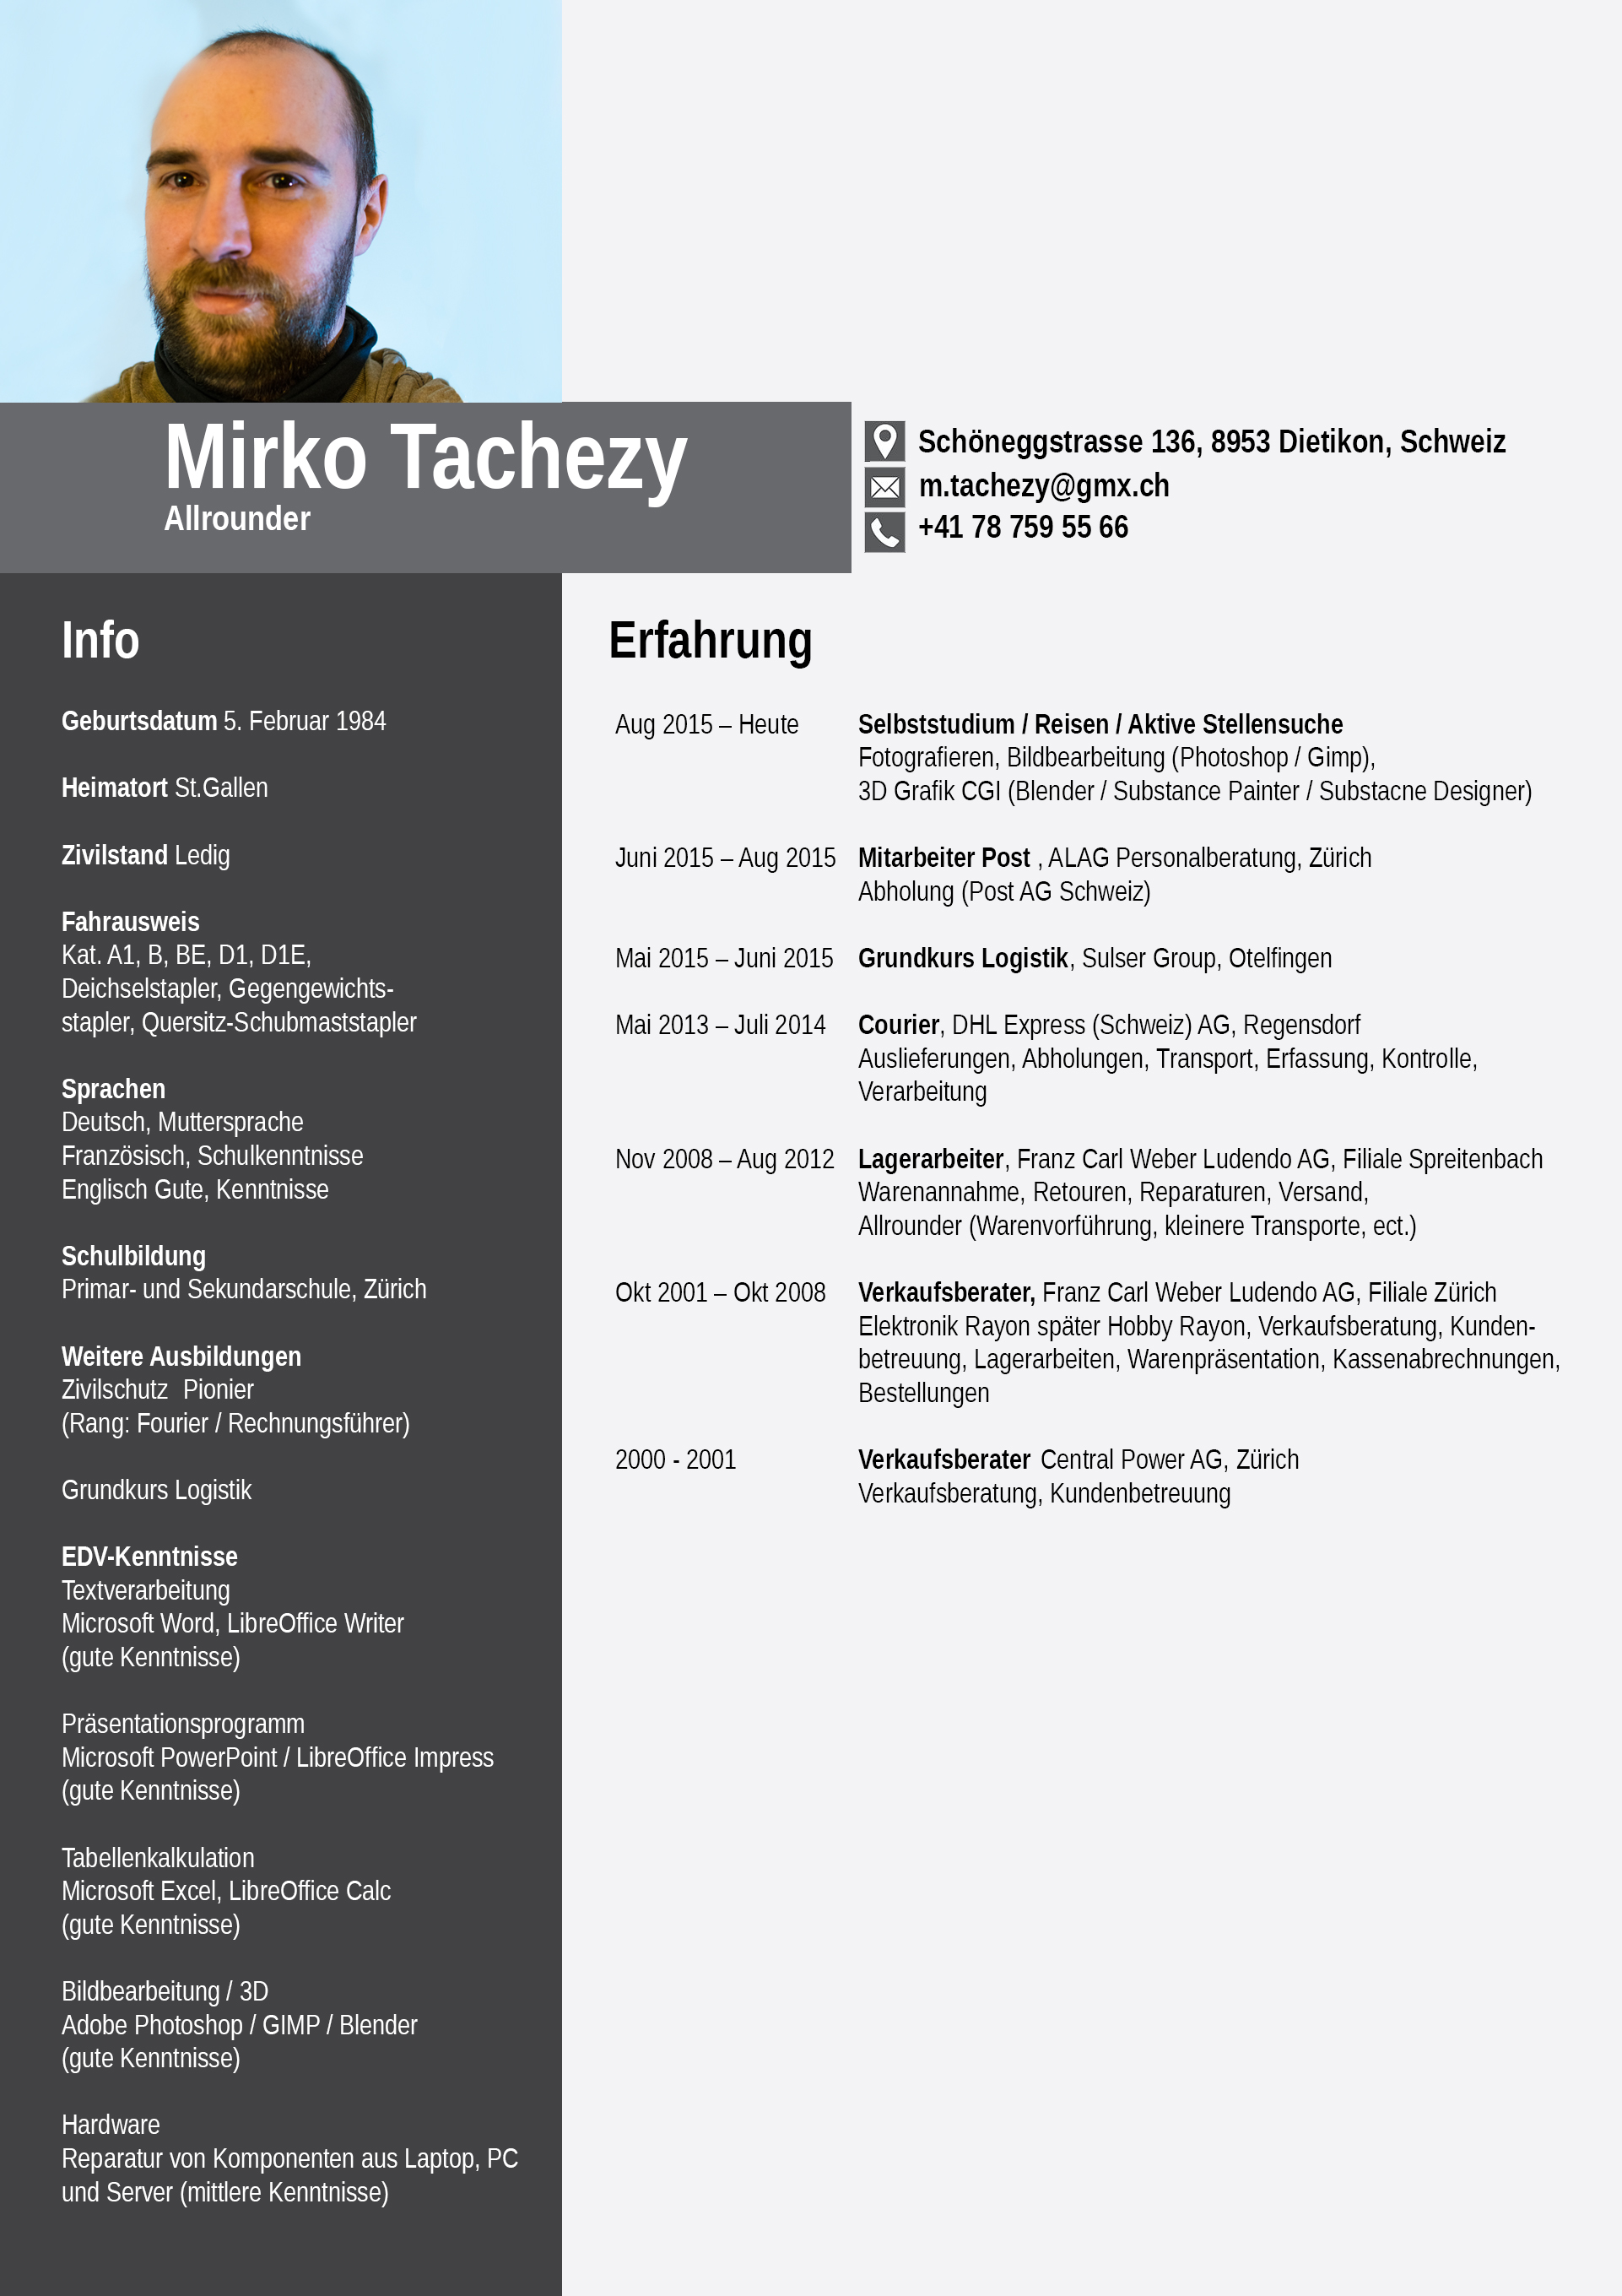 Mirko Tachezy
Allrounder
Schöneggstrasse 136, 8953 Dietikon, Schweiz
m.tachezy@gmx.ch
+41 78 759 55 66
Info
Geburtsdatum 5. Februar 1984
Heimatort St.Gallen
Zivilstand Ledig
Fahrausweis
Kat. A1, B, BE, D1, D1E,
Deichselstapler, Gegengewichts-
stapler, Quersitz-Schubmaststapler
Sprachen
Deutsch, Muttersprache
Französisch, Schulkenntnisse
Englisch Gute, Kenntnisse
Schulbildung
Primar- und Sekundarschule, Zürich
Weitere Ausbildungen
Zivilschutz Pionier
(Rang: Fourier / Rechnungsführer)
Grundkurs Logistik
EDV-Kenntnisse
Textverarbeitung
Microsoft Word, LibreOffice Writer
(gute Kenntnisse)
Präsentationsprogramm
Microsoft PowerPoint / LibreOffice Impress
(gute Kenntnisse)
Tabellenkalkulation
Microsoft Excel, LibreOffice Calc
(gute Kenntnisse)
Bildbearbeitung / 3D
Adobe Photoshop / GIMP / Blender
(gute Kenntnisse)
Hardware
Reparatur von Komponenten aus Laptop, PC
und Server (mittlere Kenntnisse)
Erfahrung
Aug 2015 – Heute Selbststudium / Reisen / Aktive Stellensuche
Fotografieren, Bildbearbeitung (Photoshop / Gimp),
3D Grafik CGI (Blender / Substance Painter / Substacne Designer)
Juni 2015 – Aug 2015 Mitarbeiter Post , ALAG Personalberatung, Zürich
Abholung (Post AG Schweiz)
Mai 2015 – Juni 2015 Grundkurs Logistik, Sulser Group, Otelfingen
Mai 2013 – Juli 2014 Courier, DHL Express (Schweiz) AG, Regensdorf
Auslieferungen, Abholungen, Transport, Erfassung, Kontrolle,
Verarbeitung
Nov 2008 – Aug 2012 Lagerarbeiter, Franz Carl Weber Ludendo AG, Filiale Spreitenbach
Warenannahme, Retouren, Reparaturen, Versand,
Allrounder (Warenvorführung, kleinere Transporte, ect.)
Okt 2001 – Okt 2008 Verkaufsberater, Franz Carl Weber Ludendo AG, Filiale Zürich
Elektronik Rayon später Hobby Rayon, Verkaufsberatung, Kunden-
betreuung, Lagerarbeiten, Warenpräsentation, Kassenabrechnungen,
Bestellungen
2000 - 2001 Verkaufsberater Central Power AG, Zürich
Verkaufsberatung, Kundenbetreuung